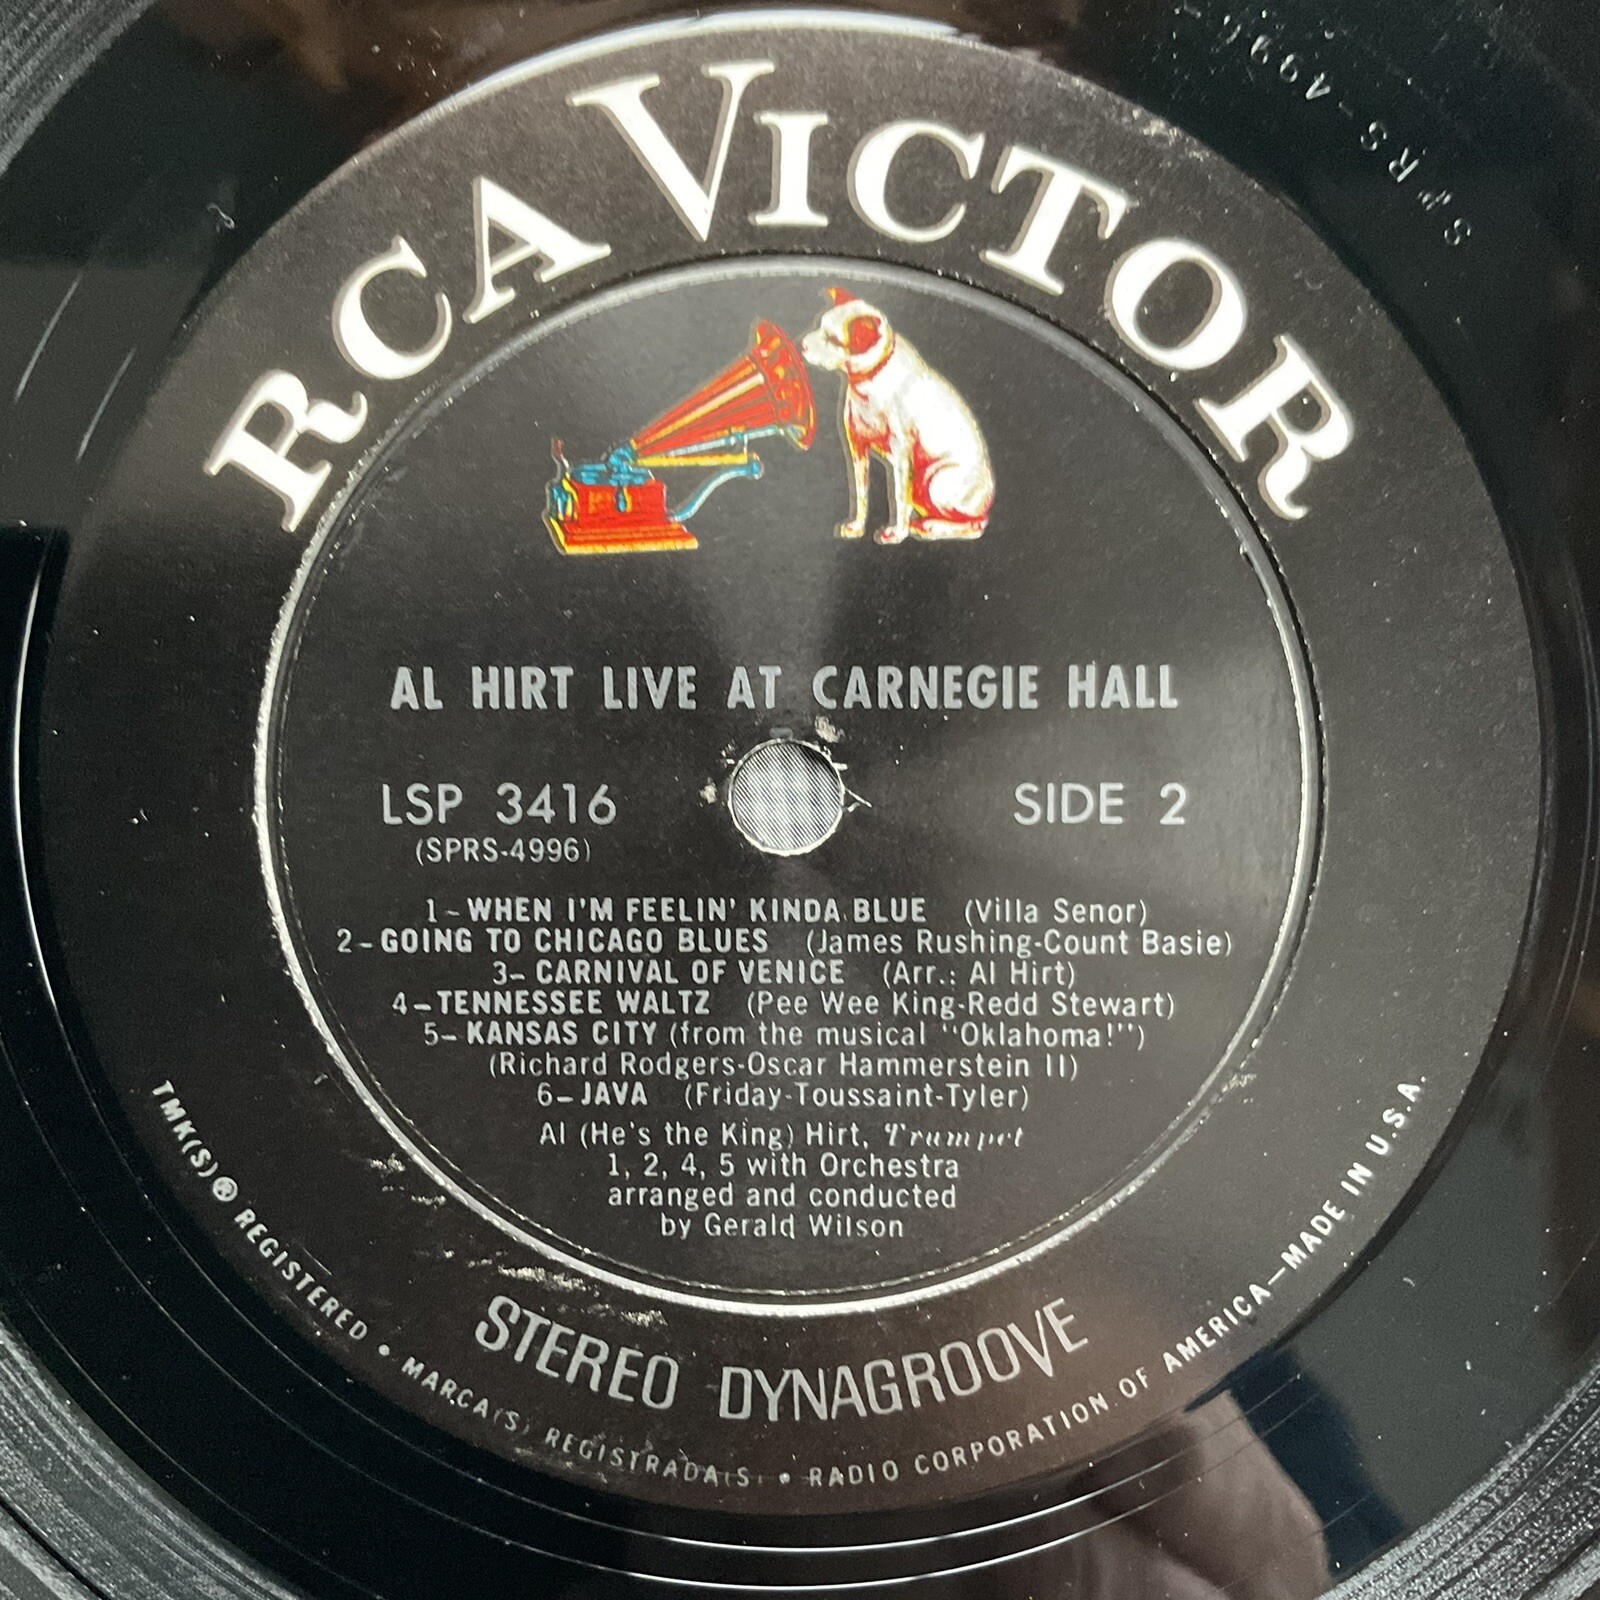 SPRS-4996
RCA VICTOR
AL HIRT LIVE AT CARNEGIE HALL
LSP 3416
SIDE 2
(SPRS-4996)
1-WHEN I'M FEELIN' KINDA BLUE (Villa Senor)
2-GOING TO CHICAGO BLUES (James Rushing-Count Basie)
3-CARNIVAL OF VENICE (Arr.: Al Hirt)
4-TENNESSEE WALTZ (Pee Wee King-Redd Stewart)
5-KANSAS CITY (from the musical "Oklahoma!")
(Richard Rodgers-Oscar Hammerstein II)
6-JAVA (Friday-Toussaint-Tyler)
Al (He's the King) Hirt, Trumpet
1, 2, 4, 5 with Orchestra
arranged and conducted
by Gerald Wilson
STEREO DYNAGROOVE
TMK(S) ® REGISTERED • MARCA(S) REGISTRADA(S) • RADIO CORPORATION OF AMERICA—MADE IN U.S.A.